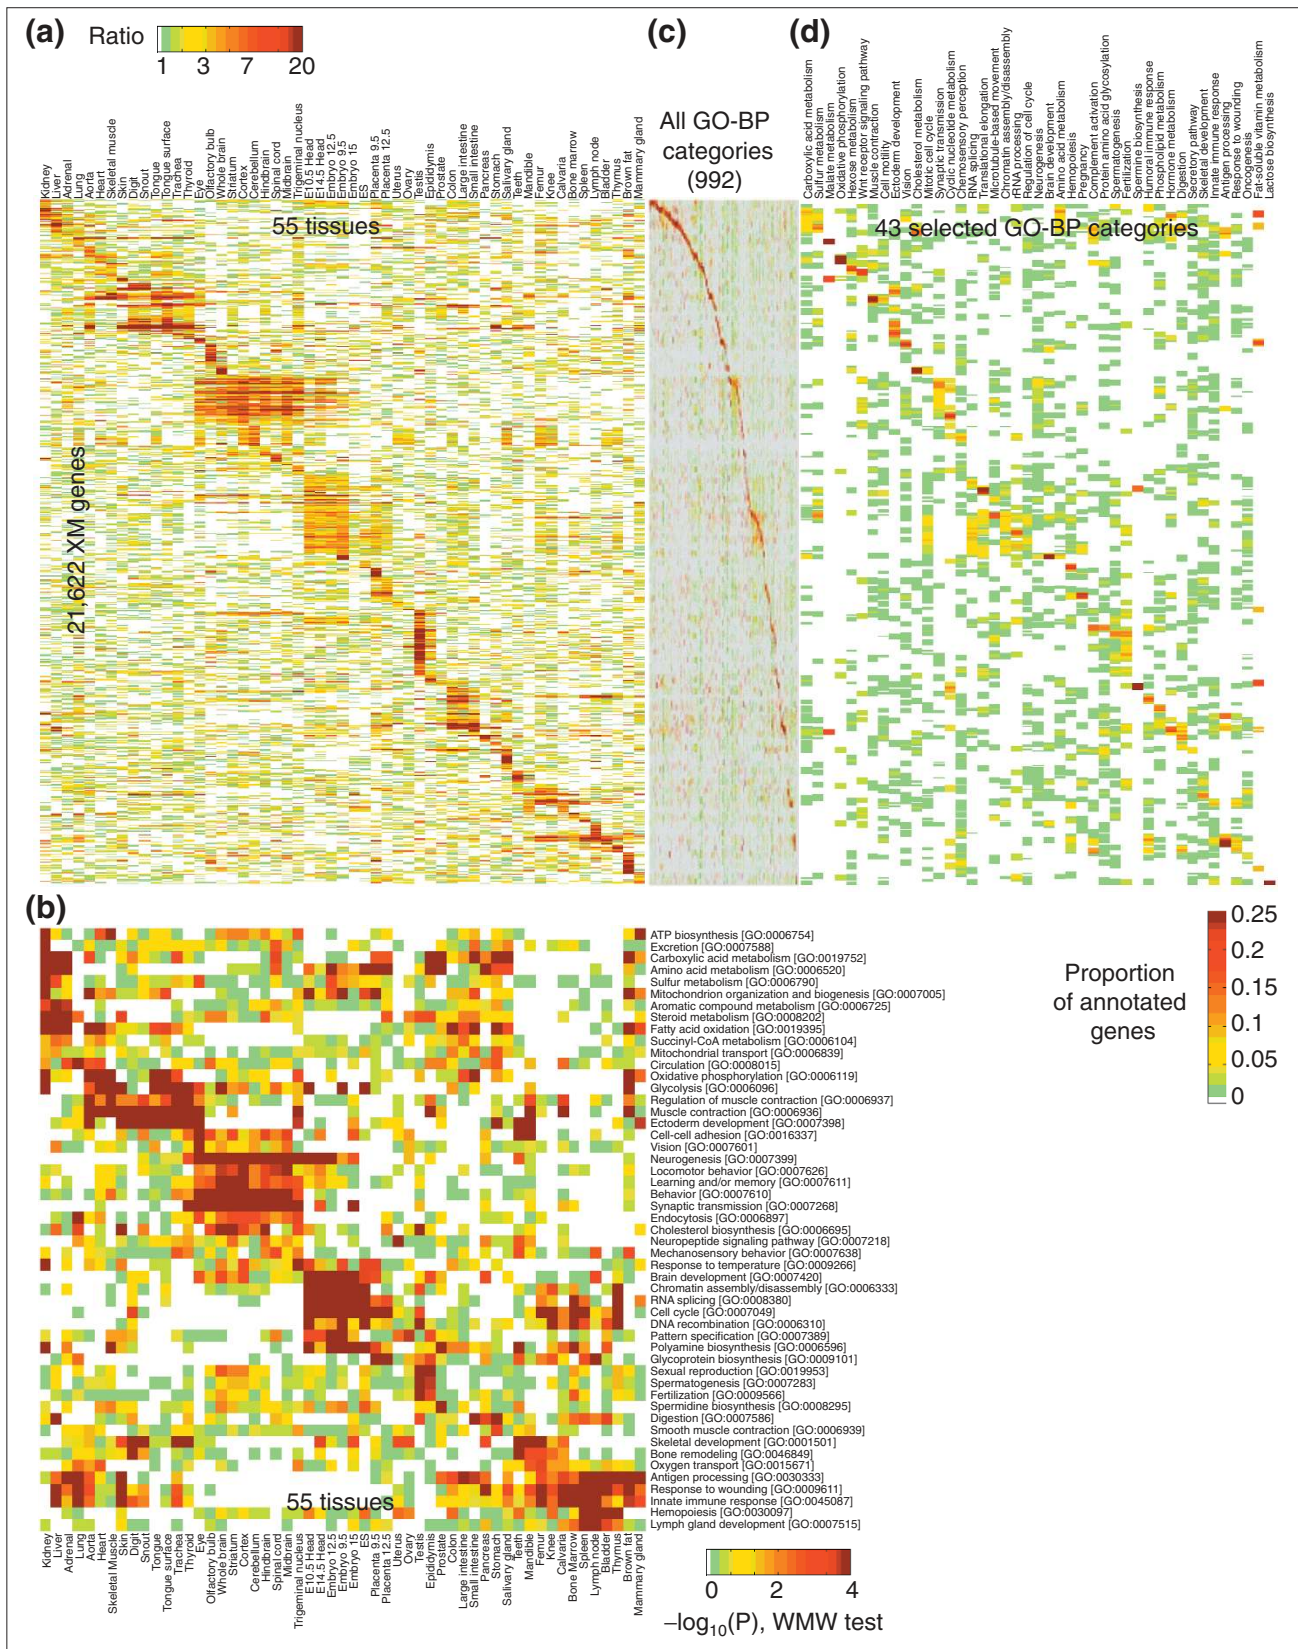 (a)
Ratio
1 3 7 20
Kidney
Liver
Adrenal
Lung
Aorta
Heart
Skeletal muscle
Skin
Digit
Snout
Tongue
Tongue surface
Trachea
Thyroid
Eye
Olfactory bulb
Whole brain
Striatum
Cortex
Cerebellum
Hindbrain
Spinal cord
Midbrain
Trigeminal nucleus
E10.5 Head
E14.5 Head
Embryo 12.5
Embryo 9.5
Embryo 15
ES
Placenta 9.5
Placenta 12.5
Uterus
Ovary
Testis
Epididymis
Prostate
Colon
Large intestine
Small intestine
Pancreas
Stomach
Salivary gland
Teeth
Mandible
Femur
Knee
Calvaria
Bone marrow
Spleen
Lymph node
Bladder
Thymus
Brown fat
Mammary gland
55 tissues
21,622 XM genes
(c)
All GO-BP
categories
(992)
(d)
Carboxylic acid metabolism
Sulfur metabolism
Malate metabolism
Oxidative phosphorylation
Hexose metabolism
Wnt receptor signaling pathway
Muscle contraction
Cell motility
Ectoderm development
Vision
Cholesterol metabolism
Mitotic cell cycle
Synaptic transmission
Cyclic nucleotide metabolism
Chemosensory perception
RNA splicing
Translational elongation
Microtubule-based movement
Chromatin assembly/disassembly
rRNA processing
Regulation of cell cycle
Neurogenesis
Brain development
Amino acid metabolism
Hemopoiesis
Pregnancy
Complement activation
Protein amino acid glycosylation
Spermatogenesis
Fertilization
Spermine biosynthesis
Humoral immune response
Phospholipid metabolism
Hormone metabolism
Digestion
Secretory pathway
Skeletal development
Innate immune response
Antigen processing
Response to wounding
Oncogenesis
Fat-soluble vitamin metabolism
Lactose biosynthesis
43 selected GO-BP categories
(b)
ATP biosynthesis [GO:0006754]
Excretion [GO:0007588]
Carboxylic acid metabolism [GO:0019752]
Amino acid metabolism [GO:0006520]
Sulfur metabolism [GO:0006790]
Mitochondrion organization and biogenesis [GO:0007005]
Aromatic compound metabolism [GO:0006725]
Steroid metabolism [GO:0008202]
Fatty acid oxidation [GO:0019395]
Succinyl-CoA metabolism [GO:0006104]
Mitochondrial transport [GO:0006839]
Circulation [GO:0008015]
Oxidative phosphorylation [GO:0006119]
Glycolysis [GO:0006096]
Regulation of muscle contraction [GO:0006937]
Muscle contraction [GO:0006936]
Ectoderm development [GO:0007398]
Cell-cell adhesion [GO:0016337]
Vision [GO:0007601]
Neurogenesis [GO:0007399]
Locomotor behavior [GO:0007626]
Learning and/or memory [GO:0007611]
Behavior [GO:0007610]
Synaptic transmission [GO:0007268]
Endocytosis [GO:0006897]
Cholesterol biosynthesis [GO:0006695]
Neuropeptide signaling pathway [GO:0007218]
Mechanosensory behavior [GO:0007638]
Response to temperature [GO:0009266]
Brain development [GO:0007420]
Chromatin assembly/disassembly [GO:0006333]
RNA splicing [GO:0008380]
Cell cycle [GO:0007049]
DNA recombination [GO:0006310]
Pattern specification [GO:0007389]
Polyamine biosynthesis [GO:0006596]
Glycoprotein biosynthesis [GO:0009101]
Sexual reproduction [GO:0019953]
Spermatogenesis [GO:0007283]
Fertilization [GO:0009566]
Spermidine biosynthesis [GO:0008295]
Digestion [GO:0007586]
Smooth muscle contraction [GO:0006939]
Skeletal development [GO:0001501]
Bone remodeling [GO:0046849]
Oxygen transport [GO:0015671]
Antigen processing [GO:0030333]
Response to wounding [GO:0009611]
Innate immune response [GO:0045087]
Hemopoiesis [GO:0030097]
Lymph gland development [GO:0007515]
55 tissues
Kidney
Liver
Adrenal
Lung
Aorta
Heart
Skeletal Muscle
Skin
Digit
Snout
Tongue
Tongue surface
Trachea
Thyroid
Eye
Olfactory bulb
Whole brain
Striatum
Cortex
Cerebellum
Hindbrain
Spinal cord
Midbrain
Trigeminal nucleus
E10.5 Head
E14.5 Head
Embryo 12.5
Embryo 9.5
Embryo 15
ES
Placenta 9.5
Placenta 12.5
Uterus
Ovary
Testis
Epididymis
Prostate
Colon
Large intestine
Small intestine
Pancreas
Stomach
Salivary gland
Teeth
Mandible
Femur
Knee
Calvaria
Bone Marrow
Spleen
Lymph node
Bladder
Thymus
Brown fat
Mammary gland
Proportion
of annotated
genes
0.25
0.2
0.15
0.1
0.05
0
0 2 4
–log10(P), WMW test